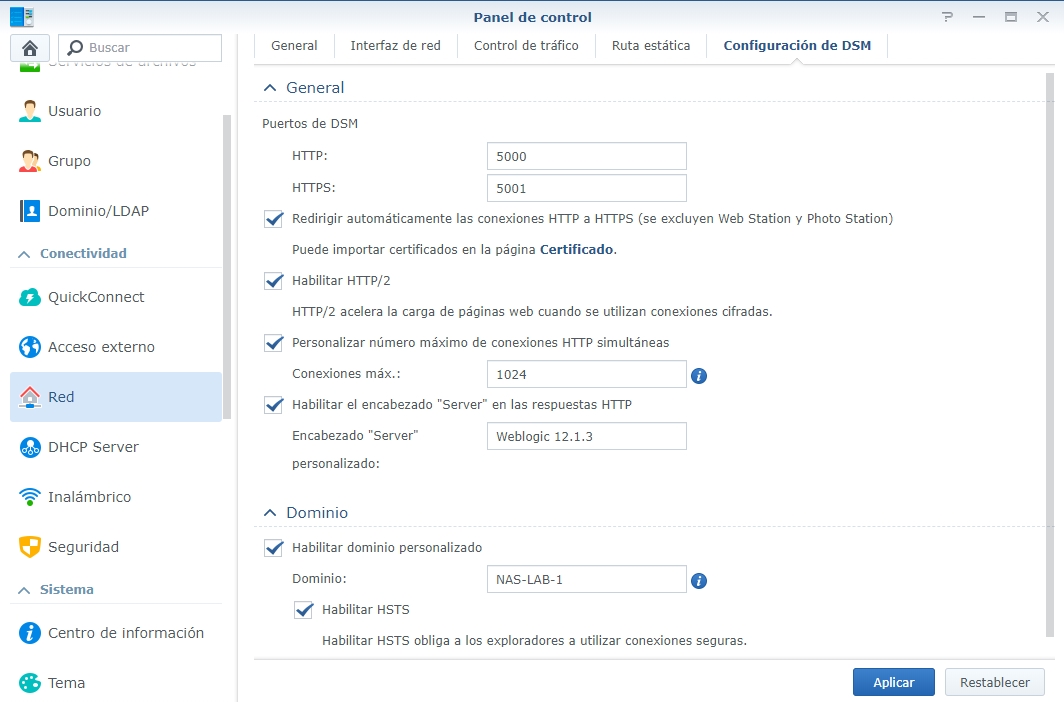 Panel de control
Buscar
Servicios de archivos
Usuario
Grupo
Dominio/LDAP
Conectividad
QuickConnect
Acceso externo
Red
DHCP Server
Inalámbrico
Seguridad
Sistema
Centro de información
Tema
General
Interfaz de red
Control de tráfico
Ruta estática
Configuración de DSM
General
Puertos de DSM
HTTP: 5000
HTTPS: 5001
Redirigir automáticamente las conexiones HTTP a HTTPS (se excluyen Web Station y Photo Station)
Puede importar certificados en la página Certificado.
Habilitar HTTP/2
HTTP/2 acelera la carga de páginas web cuando se utilizan conexiones cifradas.
Personalizar número máximo de conexiones HTTP simultáneas
Conexiones máx.: 1024
Habilitar el encabezado "Server" en las respuestas HTTP
Encabezado "Server" Weblogic 12.1.3
personalizado:
Dominio
Habilitar dominio personalizado
Dominio: NAS-LAB-1
Habilitar HSTS
Habilitar HSTS obliga a los exploradores a utilizar conexiones seguras.
Aplicar
Restablecer